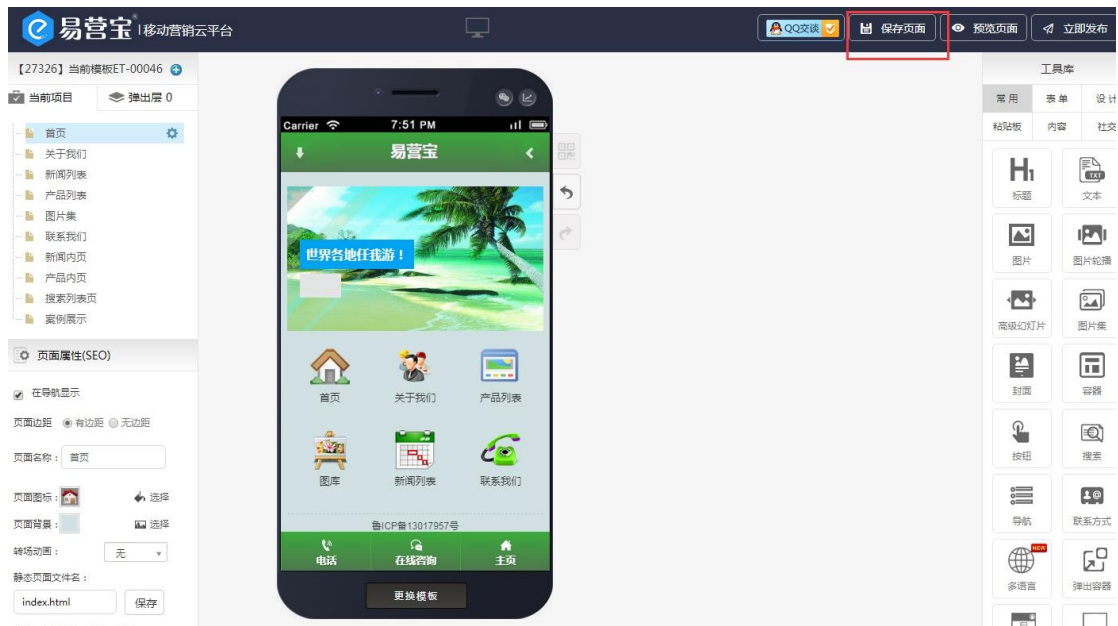 易营宝 | 移动营销云平台
QQ交谈
保存页面
预览页面
立即发布
【27326】当前模板ET-00046
当前项目 弹出层 0
首页
关于我们
新闻列表
产品列表
图片集
联系我们
新闻内页
产品内页
搜索列表页
案例展示
页面属性(SEO)
在导航显示
页面边距 有边距 无边距
页面名称： 首页
页面图标： 选择
页面背景： 选择
转场动画： 无
静态页面文件名：
index.html 保存
Carrier 7:51 PM
易营宝
世界各地任我游！
首页 关于我们 产品列表
图库 新闻列表 联系我们
鲁ICP备13017957号
电话 在线咨询 主页
更换模板
工具库
常用 表单 设计
粘贴板 内容 社交
H1 TXT
标题 文本
图片 图片轮播
高级幻灯片 图片集
封面 容器
按钮 搜索
导航 联系方式
NEW
多语言 弹出容器